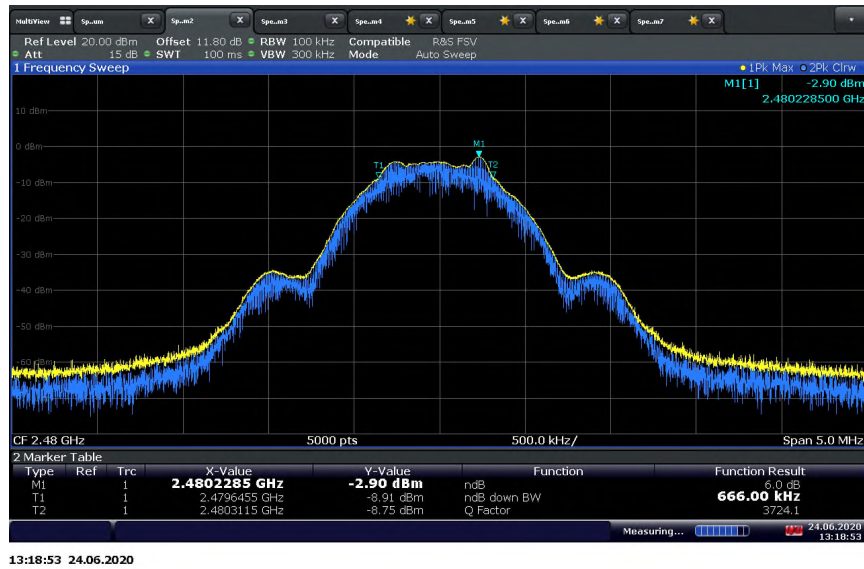 MultiView Sp..um X Sp..m2 X Spe..m3 X Spe..m4 X Spe..m5 X Spe..m6 X Spe..m7 X
Ref Level 20.00 dBm Offset 11.80 dB RBW 100 kHz Compatible R&S FSV
Att 15 dB SWT 100 ms VBW 300 kHz Mode Auto Sweep
1 Frequency Sweep 1Pk Max 2Pk Clrw
M1[1] -2.90 dBm
2.480228500 GHz
10 dBm
0 dBm
M1
T1 T2
-10 dBm
-20 dBm
-30 dBm
-40 dBm
-50 dBm
-60 dBm
CF 2.48 GHz 5000 pts 500.0 kHz/ Span 5.0 MHz
2 Marker Table
Type Ref Trc X-Value Y-Value Function Function Result
M1 1 2.4802285 GHz -2.90 dBm ndB 6.0 dB
T1 1 2.4796455 GHz -8.91 dBm ndB down BW 666.00 kHz
T2 1 2.4803115 GHz -8.75 dBm Q Factor 3724.1
Measuring... 24.06.2020
13:18:53
13:18:53 24.06.2020